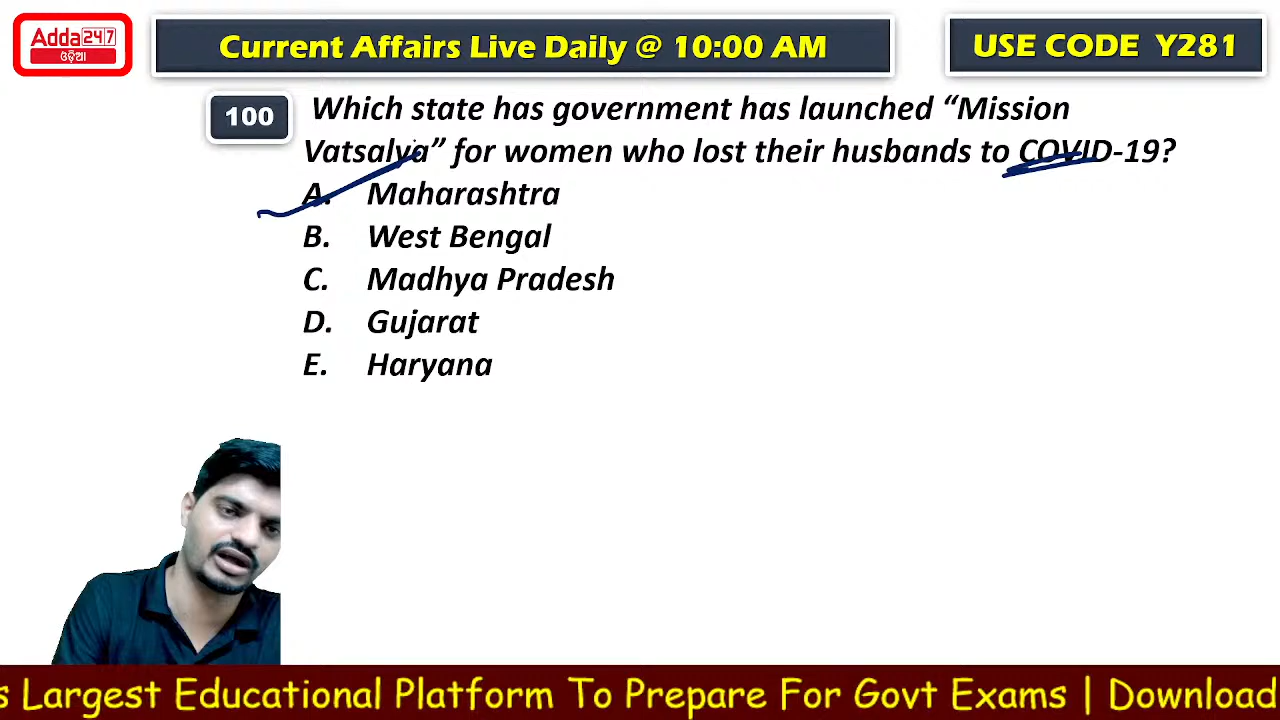 Adda 247
ଓଡ଼ିଆ
Current Affairs Live Daily @ 10:00 AM
USE CODE Y281
100
Which state has government has launched “Mission
Vatsalya” for women who lost their husbands to COVID-19?
A. Maharashtra
B. West Bengal
C. Madhya Pradesh
D. Gujarat
E. Haryana
s Largest Educational Platform To Prepare For Govt Exams | Download